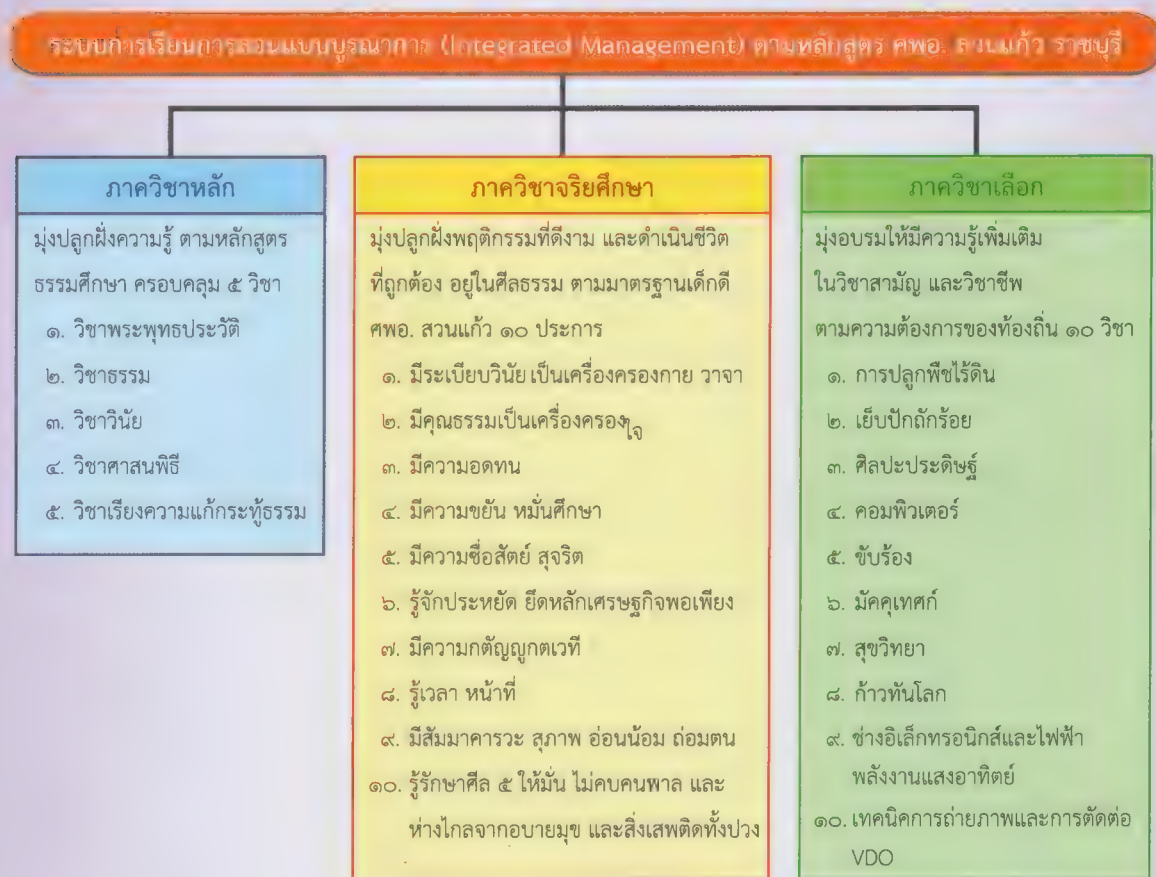 ระบบการเรียนการสอนแบบบูรณาการ (Integrated Management) ตามหลักสูตร ศพอ. สวนแก้ว ราชบุรี
ภาควิชาหลัก
มุ่งปลูกฝังความรู้ ตามหลักสูตร
ธรรมศึกษา ครอบคลุม ๕ วิชา
๑. วิชาพระพุทธประวัติ
๒. วิชาธรรม
๓. วิชาวินัย
๔. วิชาศาสนพิธี
๕. วิชาเรียงความแก้กระทู้ธรรม
ภาควิชาจริยศึกษา
มุ่งปลูกฝังพฤติกรรมที่ดีงาม และดำเนินชีวิต
ที่ถูกต้อง อยู่ในศีลธรรม ตามมาตรฐานเด็กดี
ศพอ. สวนแก้ว ๑๐ ประการ
๑. มีระเบียบวินัย เป็นเครื่องครองกาย วาจา
๒. มีคุณธรรมเป็นเครื่องครองใจ
๓. มีความอดทน
๔. มีความขยัน หมั่นศึกษา
๕. มีความซื่อสัตย์ สุจริต
๖. รู้จักประหยัด ยึดหลักเศรษฐกิจพอเพียง
๗. มีความกตัญญูกตเวที
๘. รู้เวลา หน้าที่
๙. มีสัมมาคารวะ สุภาพ อ่อนน้อม ถ่อมตน
๑๐. รู้รักษาศีล ๕ ให้มั่น ไม่คบคนพาล และ
ห่างไกลจากอบายมุข และสิ่งเสพติดทั้งปวง
ภาควิชาเลือก
มุ่งอบรมให้มีความรู้เพิ่มเติม
ในวิชาสามัญ และวิชาชีพ
ตามความต้องการของท้องถิ่น ๑๐ วิชา
๑. การปลูกพืชไร้ดิน
๒. เย็บปักถักร้อย
๓. ศิลปะประดิษฐ์
๔. คอมพิวเตอร์
๕. ขับร้อง
๖. มัคคุเทศก์
๗. สุขวิทยา
๘. ก้าวทันโลก
๙. ช่างอิเล็กทรอนิกส์และไฟฟ้า
พลังงานแสงอาทิตย์
๑๐. เทคนิคการถ่ายภาพและการตัดต่อ
VDO